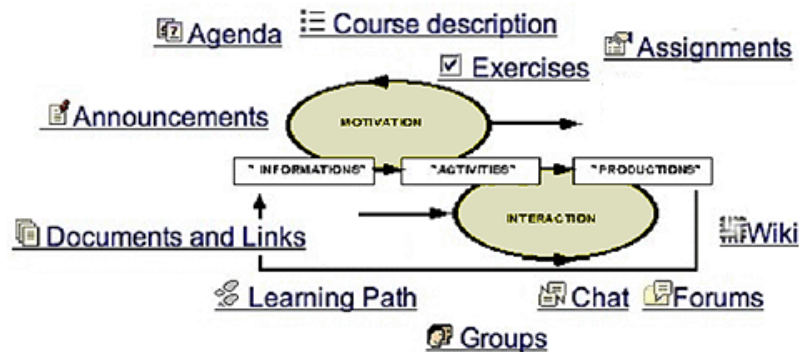 Agenda
Course description
Assignments
Exercises
Announcements
MOTIVATION
" INFORMATIONS"
"ACTIVITIES"
"PRODUCTIONS"
INTERACTION
Documents and Links
Wiki
Learning Path
Chat
Forums
Groups